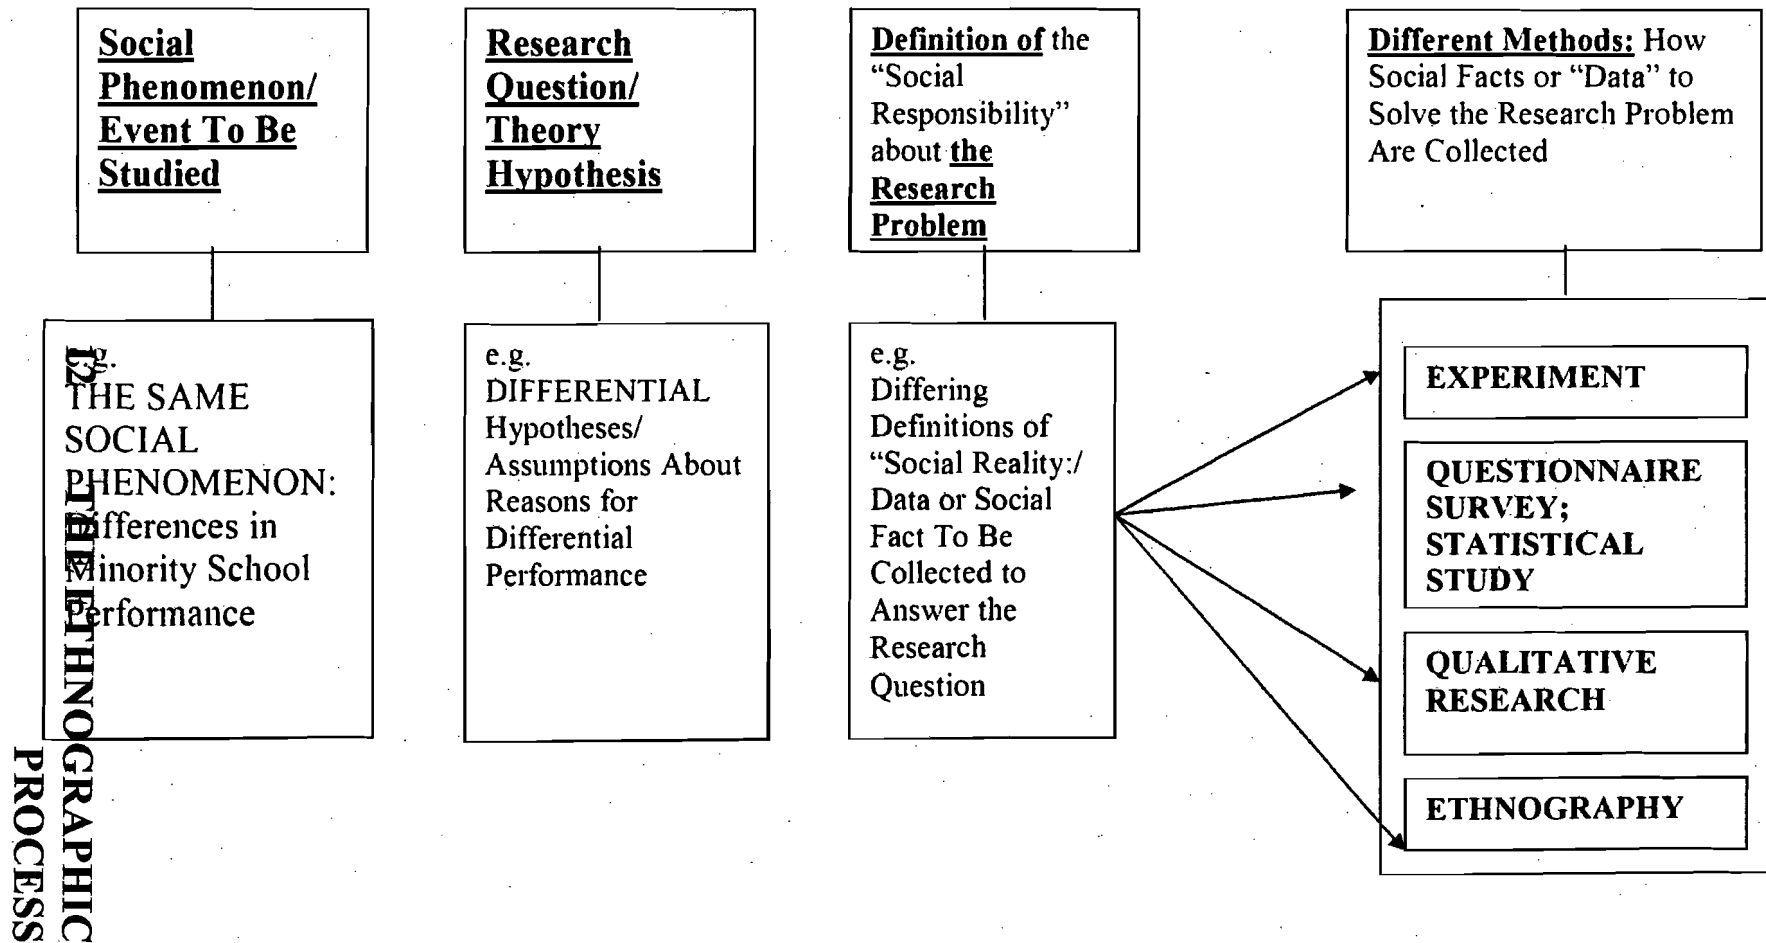 Social
Phenomenon/
Event To Be
Studied
Research
Question/
Theory
Hypothesis
Definition of the
“Social
Responsibility”
about the
Research
Problem
Different Methods: How
Social Facts or “Data” to
Solve the Research Problem
Are Collected
e.g.
THE SAME
SOCIAL
PHENOMENON:
Differences in
Minority School
Performance
e.g.
DIFFERENTIAL
Hypotheses/
Assumptions About
Reasons for
Differential
Performance
e.g.
Differing
Definitions of
“Social Reality:/
Data or Social
Fact To Be
Collected to
Answer the
Research
Question
EXPERIMENT
QUESTIONNAIRE
SURVEY;
STATISTICAL
STUDY
QUALITATIVE
RESEARCH
ETHNOGRAPHY
12 THE ETHNOGRAPHIC
PROCESS